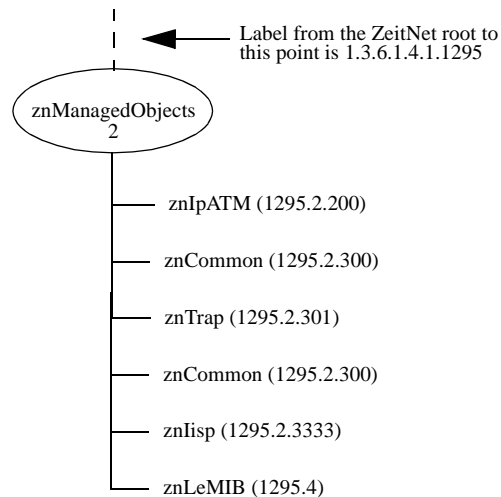 Label from the ZeitNet root to
this point is 1.3.6.1.4.1.1295
znManagedObjects
2
znIpATM (1295.2.200)
znCommon (1295.2.300)
znTrap (1295.2.301)
znCommon (1295.2.300)
znIisp (1295.2.3333)
znLeMIB (1295.4)